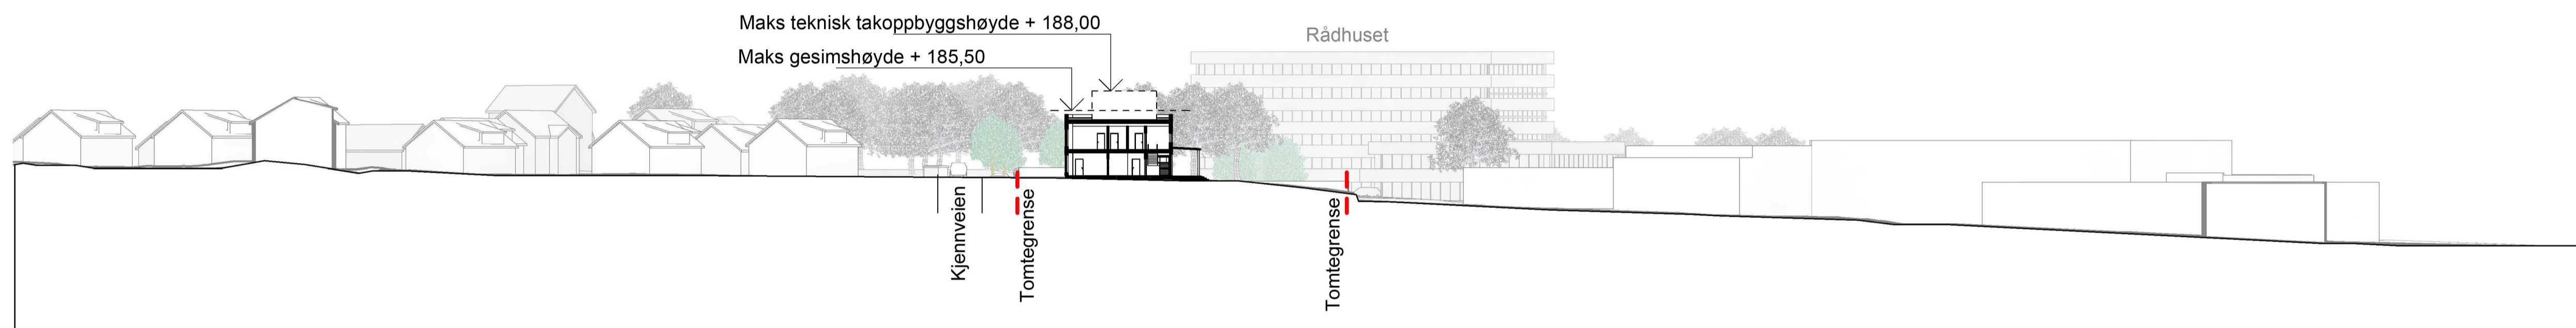 Maks teknisk takoppbyggshøyde + 188,00
Rådhuset
Maks gesimshøyde + 185,50
Kjennveien
Tomtegrense
Tomtegrense